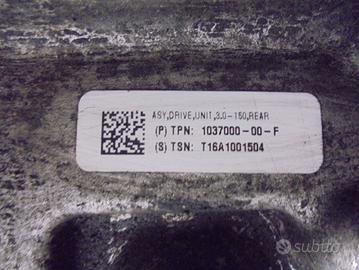 ASY,DRIVE,UNIT,3.0-150,REAR
(P) TPN: 1037000-00-F
(S) TSN: T16A1001504
subito